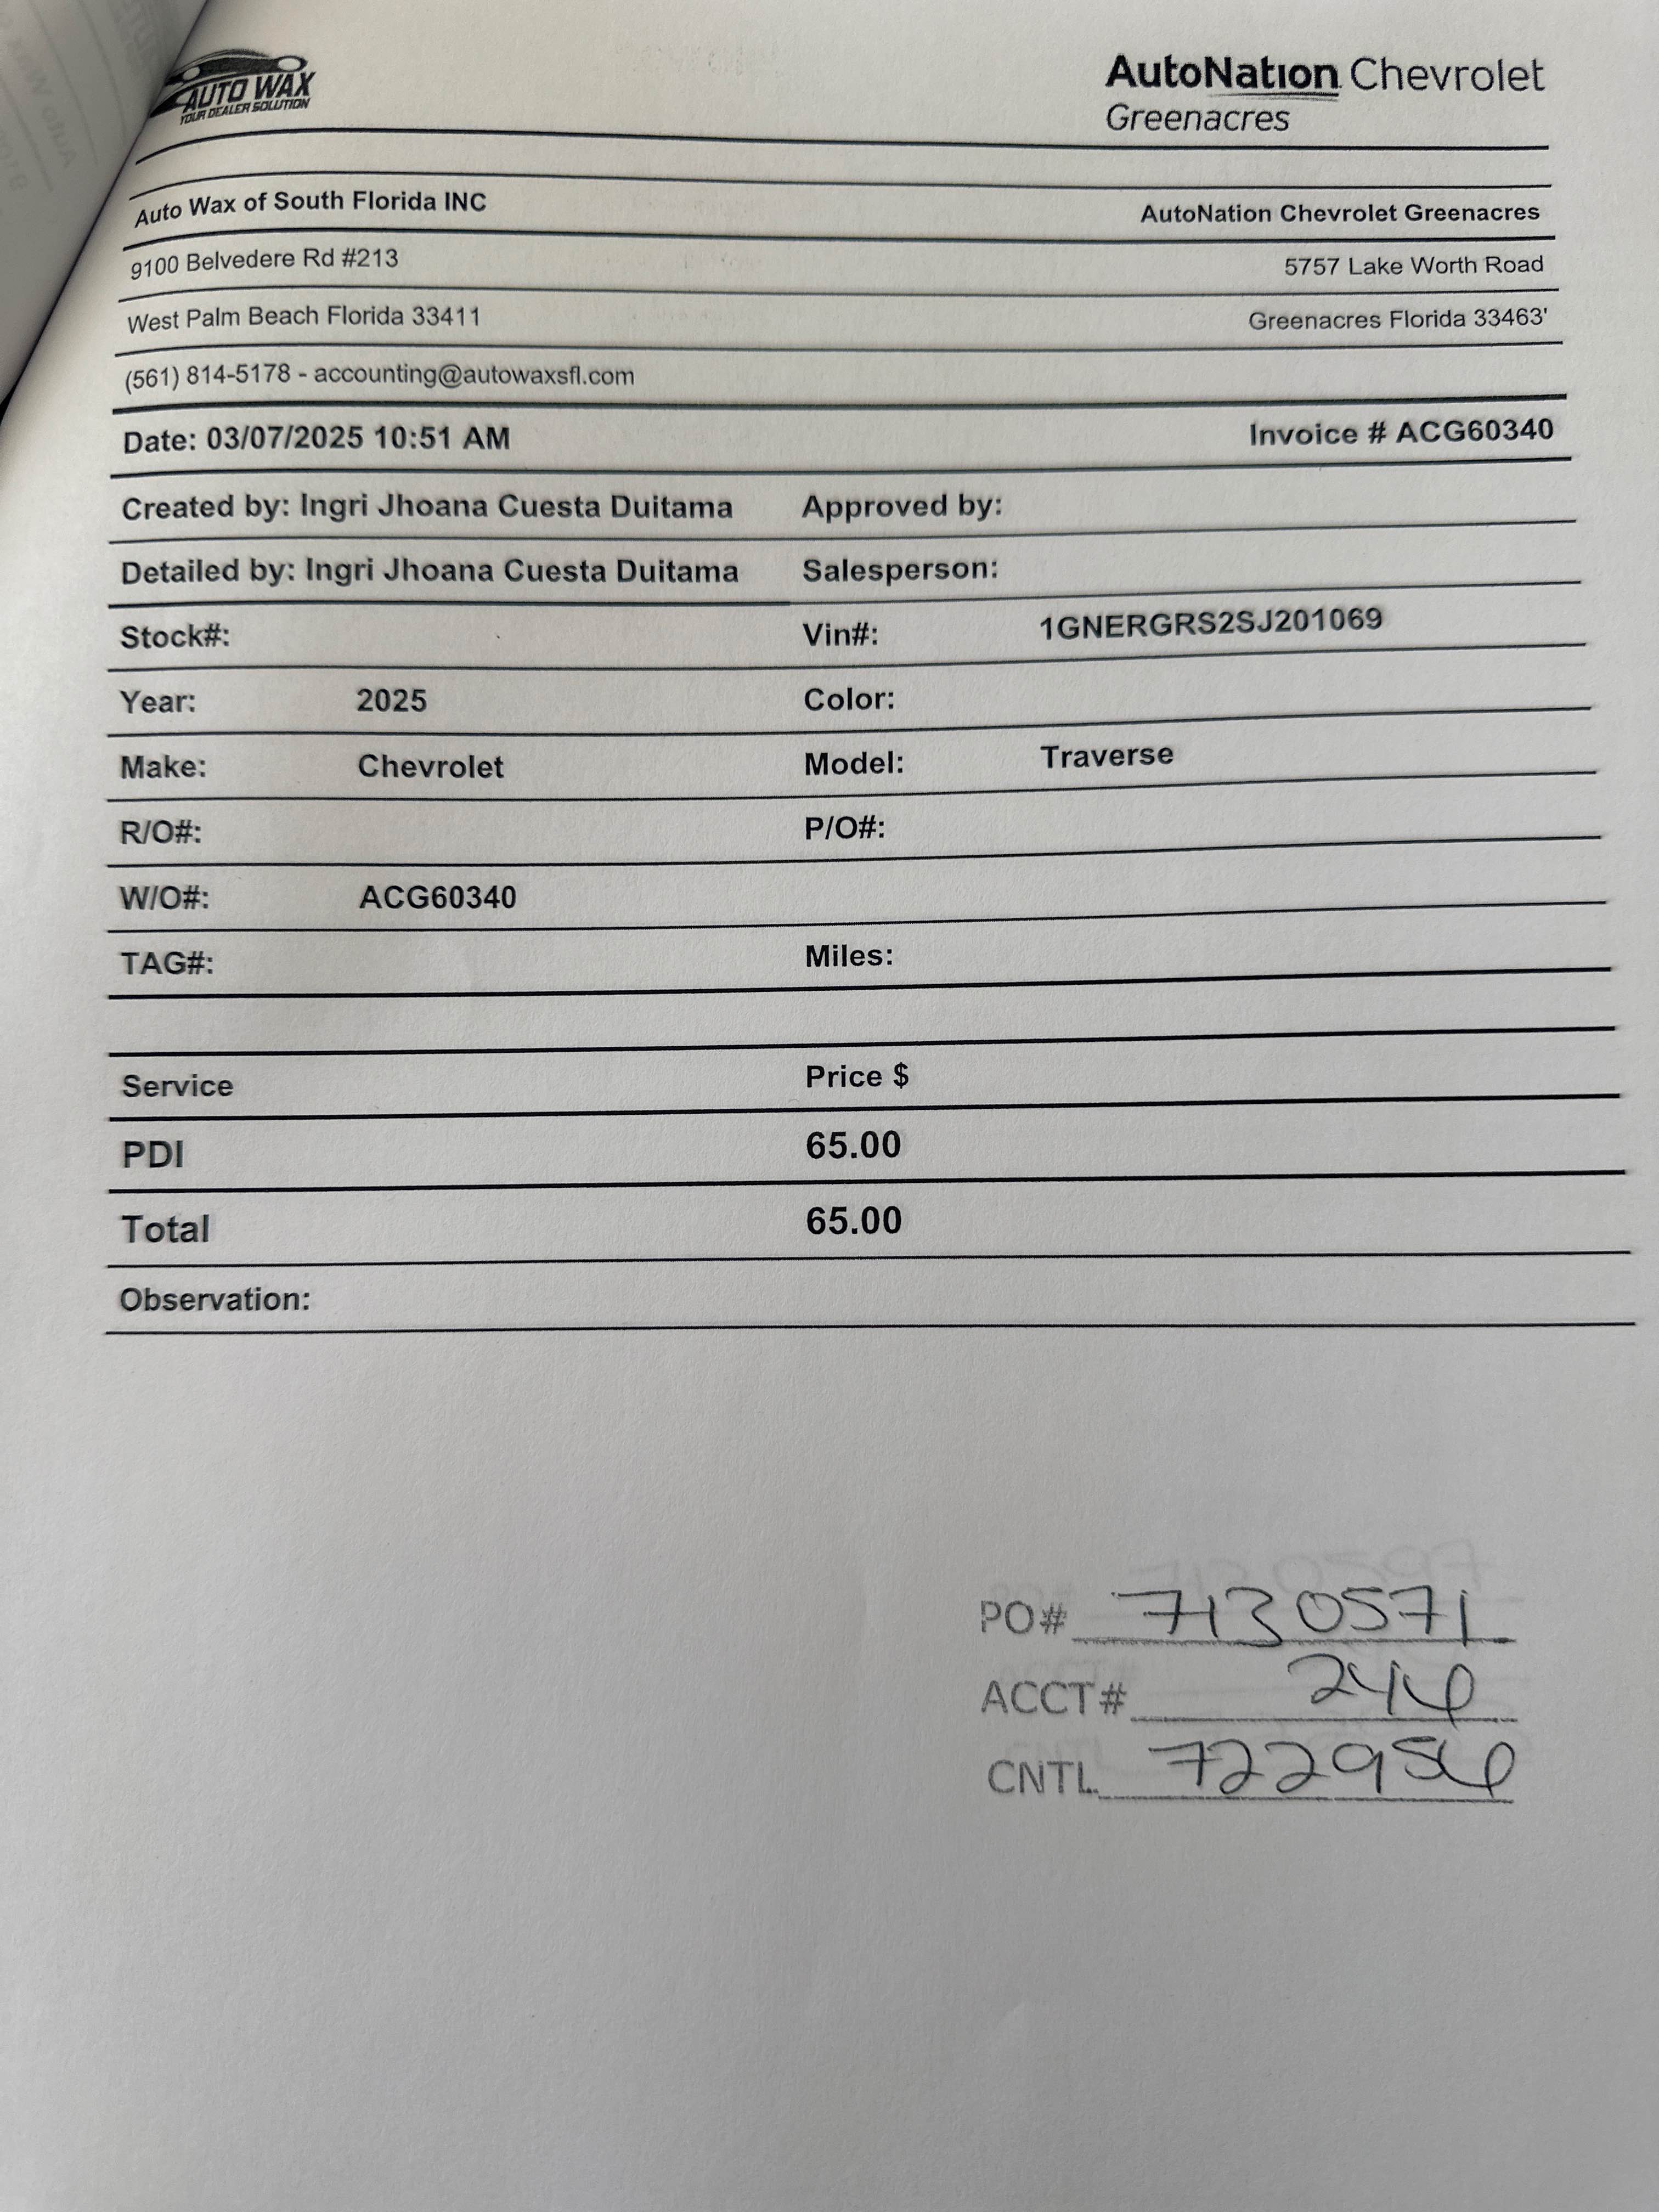 AUTO WAX
YOUR DEALER SOLUTION
AutoNation Chevrolet
Greenacres
Auto Wax of South Florida INC
AutoNation Chevrolet Greenacres
9100 Belvedere Rd #213
5757 Lake Worth Road
West Palm Beach Florida 33411
Greenacres Florida 33463'
(561) 814-5178 - accounting@autowaxsfl.com
Date: 03/07/2025 10:51 AM
Invoice # ACG60340
Created by: Ingri Jhoana Cuesta Duitama
Approved by:
Detailed by: Ingri Jhoana Cuesta Duitama
Salesperson:
Stock#:
Vin#: 1GNERGRS2SJ201069
Year: 2025
Color:
Make: Chevrolet
Model: Traverse
R/O#:
P/O#:
W/O#: ACG60340
TAG#:
Miles:
Service
Price $
PDI
65.00
Total
65.00
Observation:
PO# 7130571
ACCT# 246
CNTL 722956